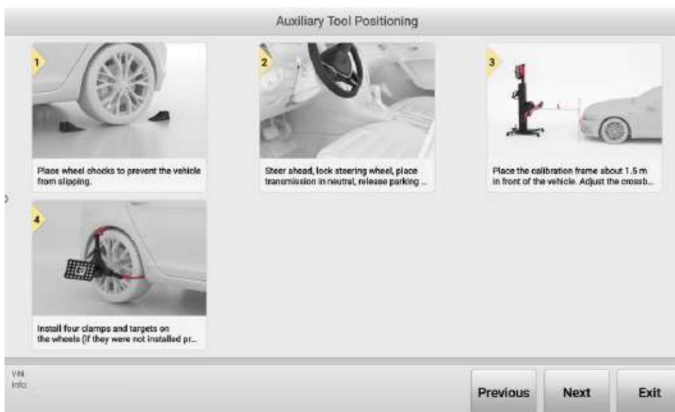 Auxiliary Tool Positioning
1
Place wheel chocks to prevent the vehicle
from slipping.
2
Steer ahead, lock steering wheel, place
transmission in neutral, release parking ...
3
Place the calibration frame about 1.5 m
in front of the vehicle. Adjust the crossb...
4
Install four clamps and targets on
the wheels (if they were not installed pr...
VIN
Info
Previous
Next
Exit